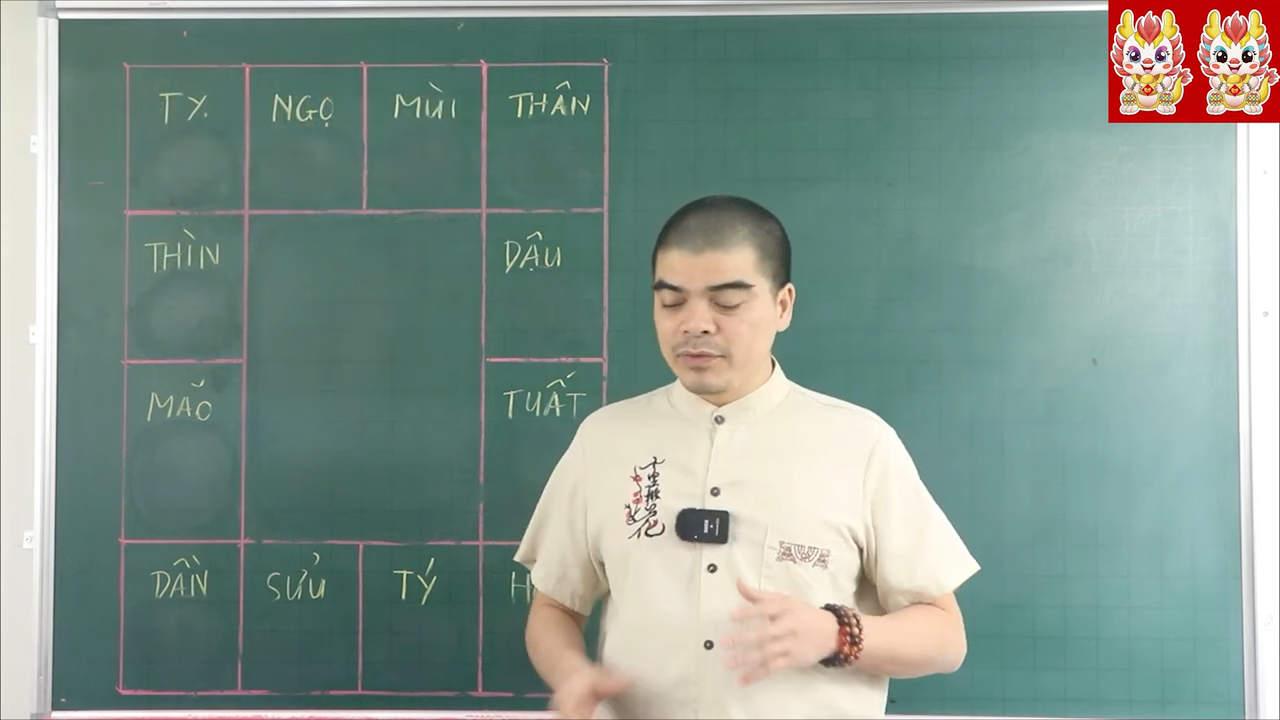 TỴ NGỌ MÙI THÂN
THÌN DẬU
MÃO TUẤT
DẦN SỬU TÝ H